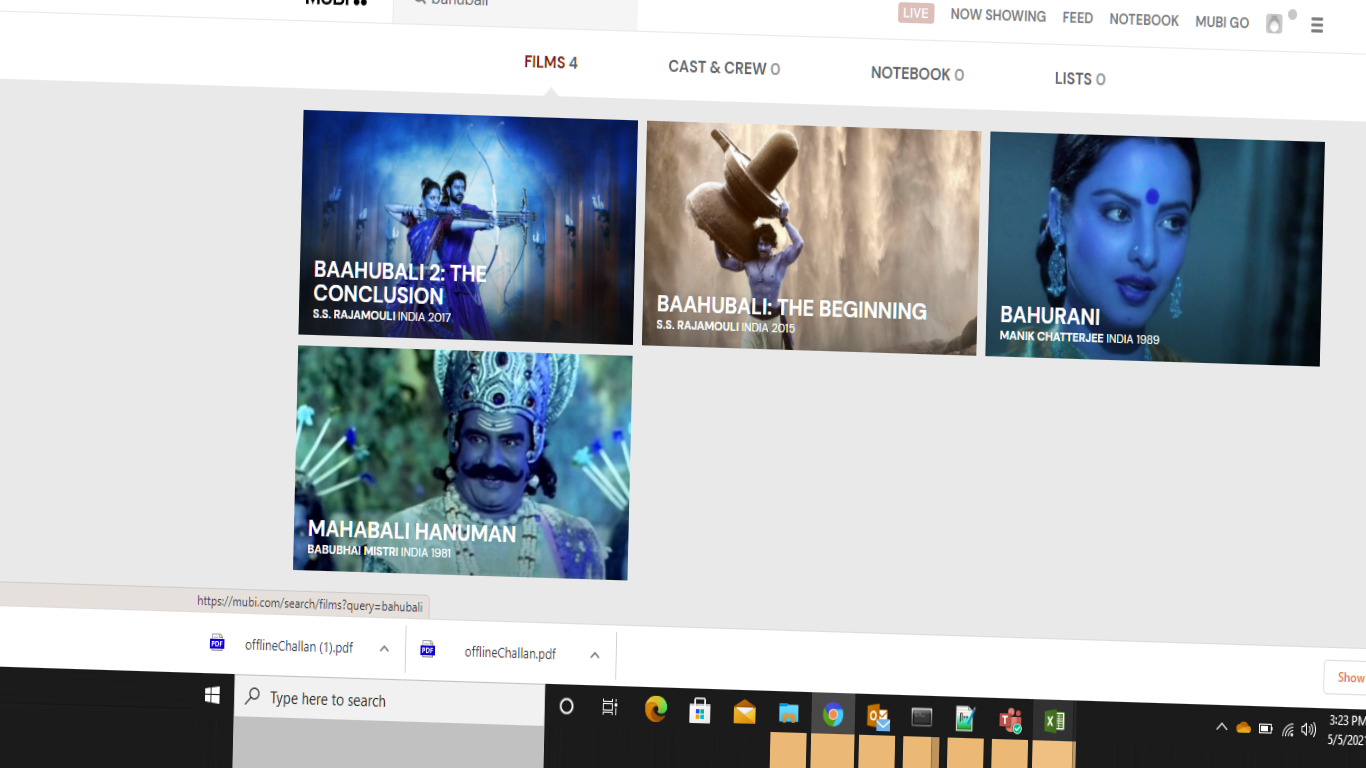 MUBI
bahubali
LIVE
NOW SHOWING
FEED
NOTEBOOK
MUBI GO
FILMS 4
CAST & CREW 0
NOTEBOOK 0
LISTS 0
BAAHUBALI 2: THE
CONCLUSION
S.S. RAJAMOULI INDIA 2017
BAAHUBALI: THE BEGINNING
S.S. RAJAMOULI INDIA 2015
BAHURANI
MANIK CHATTERJEE INDIA 1989
MAHABALI HANUMAN
BABUBHAI MISTRI INDIA 1981
https://mubi.com/search/films?query=bahubali
PDF
offlineChallan (1).pdf
PDF
offlineChallan.pdf
Show
Type here to search
3:23 PM
5/5/2021